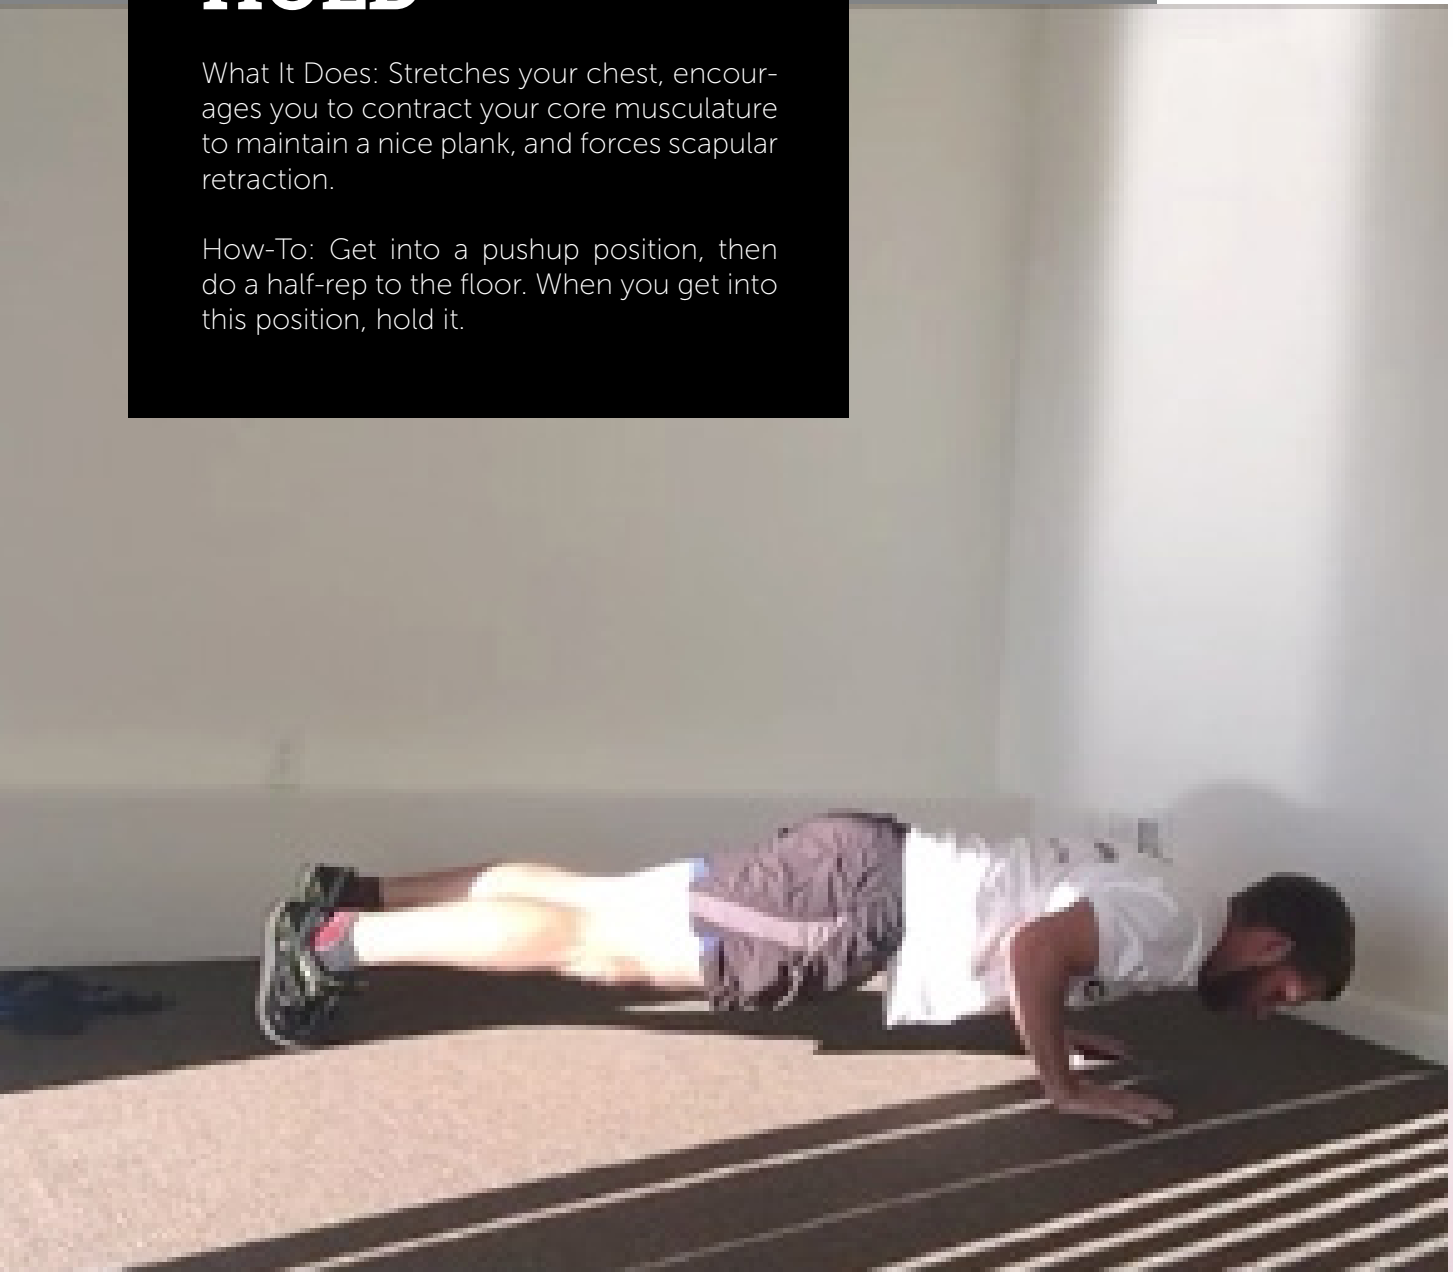 HOLD
What It Does: Stretches your chest, encour-
ages you to contract your core musculature
to maintain a nice plank, and forces scapular
retraction.
How-To: Get into a pushup position, then
do a half-rep to the floor. When you get into
this position, hold it.